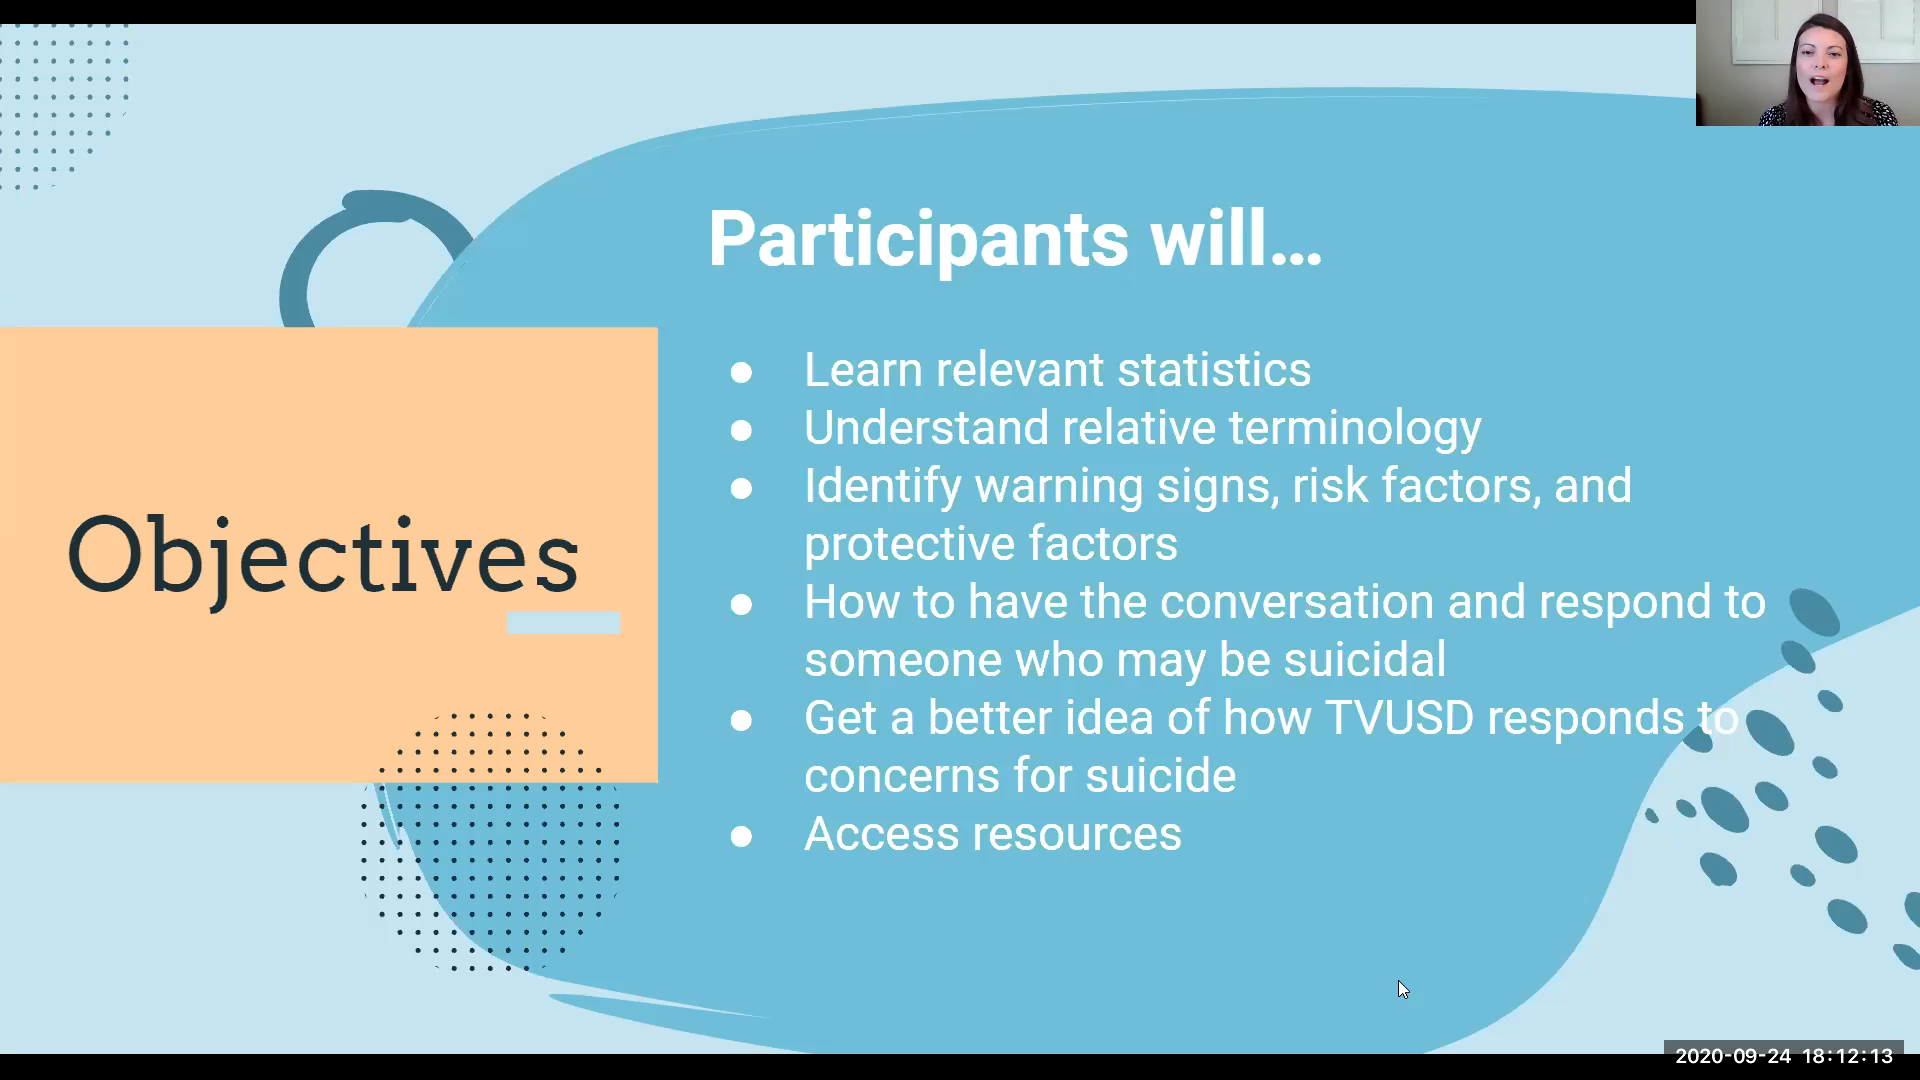 Participants will...
Objectives
● Learn relevant statistics
● Understand relative terminology
● Identify warning signs, risk factors, and
protective factors
● How to have the conversation and respond to
someone who may be suicidal
● Get a better idea of how TVUSD responds to
concerns for suicide
● Access resources
2020-09-24 18:12:13